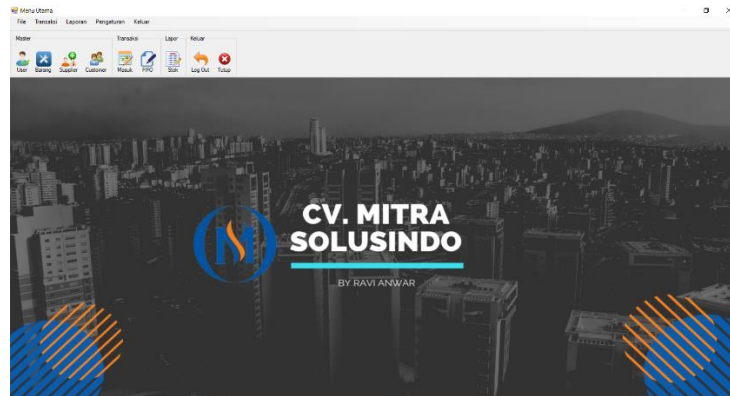 Menu Utama
File Transaksi Laporan Pengaturan Keluar
Master Transaksi Lapor Keluar
User Barang Supplier Customer Masuk FIFO Stok Log Out Tutup
CV. MITRA
SOLUSINDO
BY RAVI ANWAR